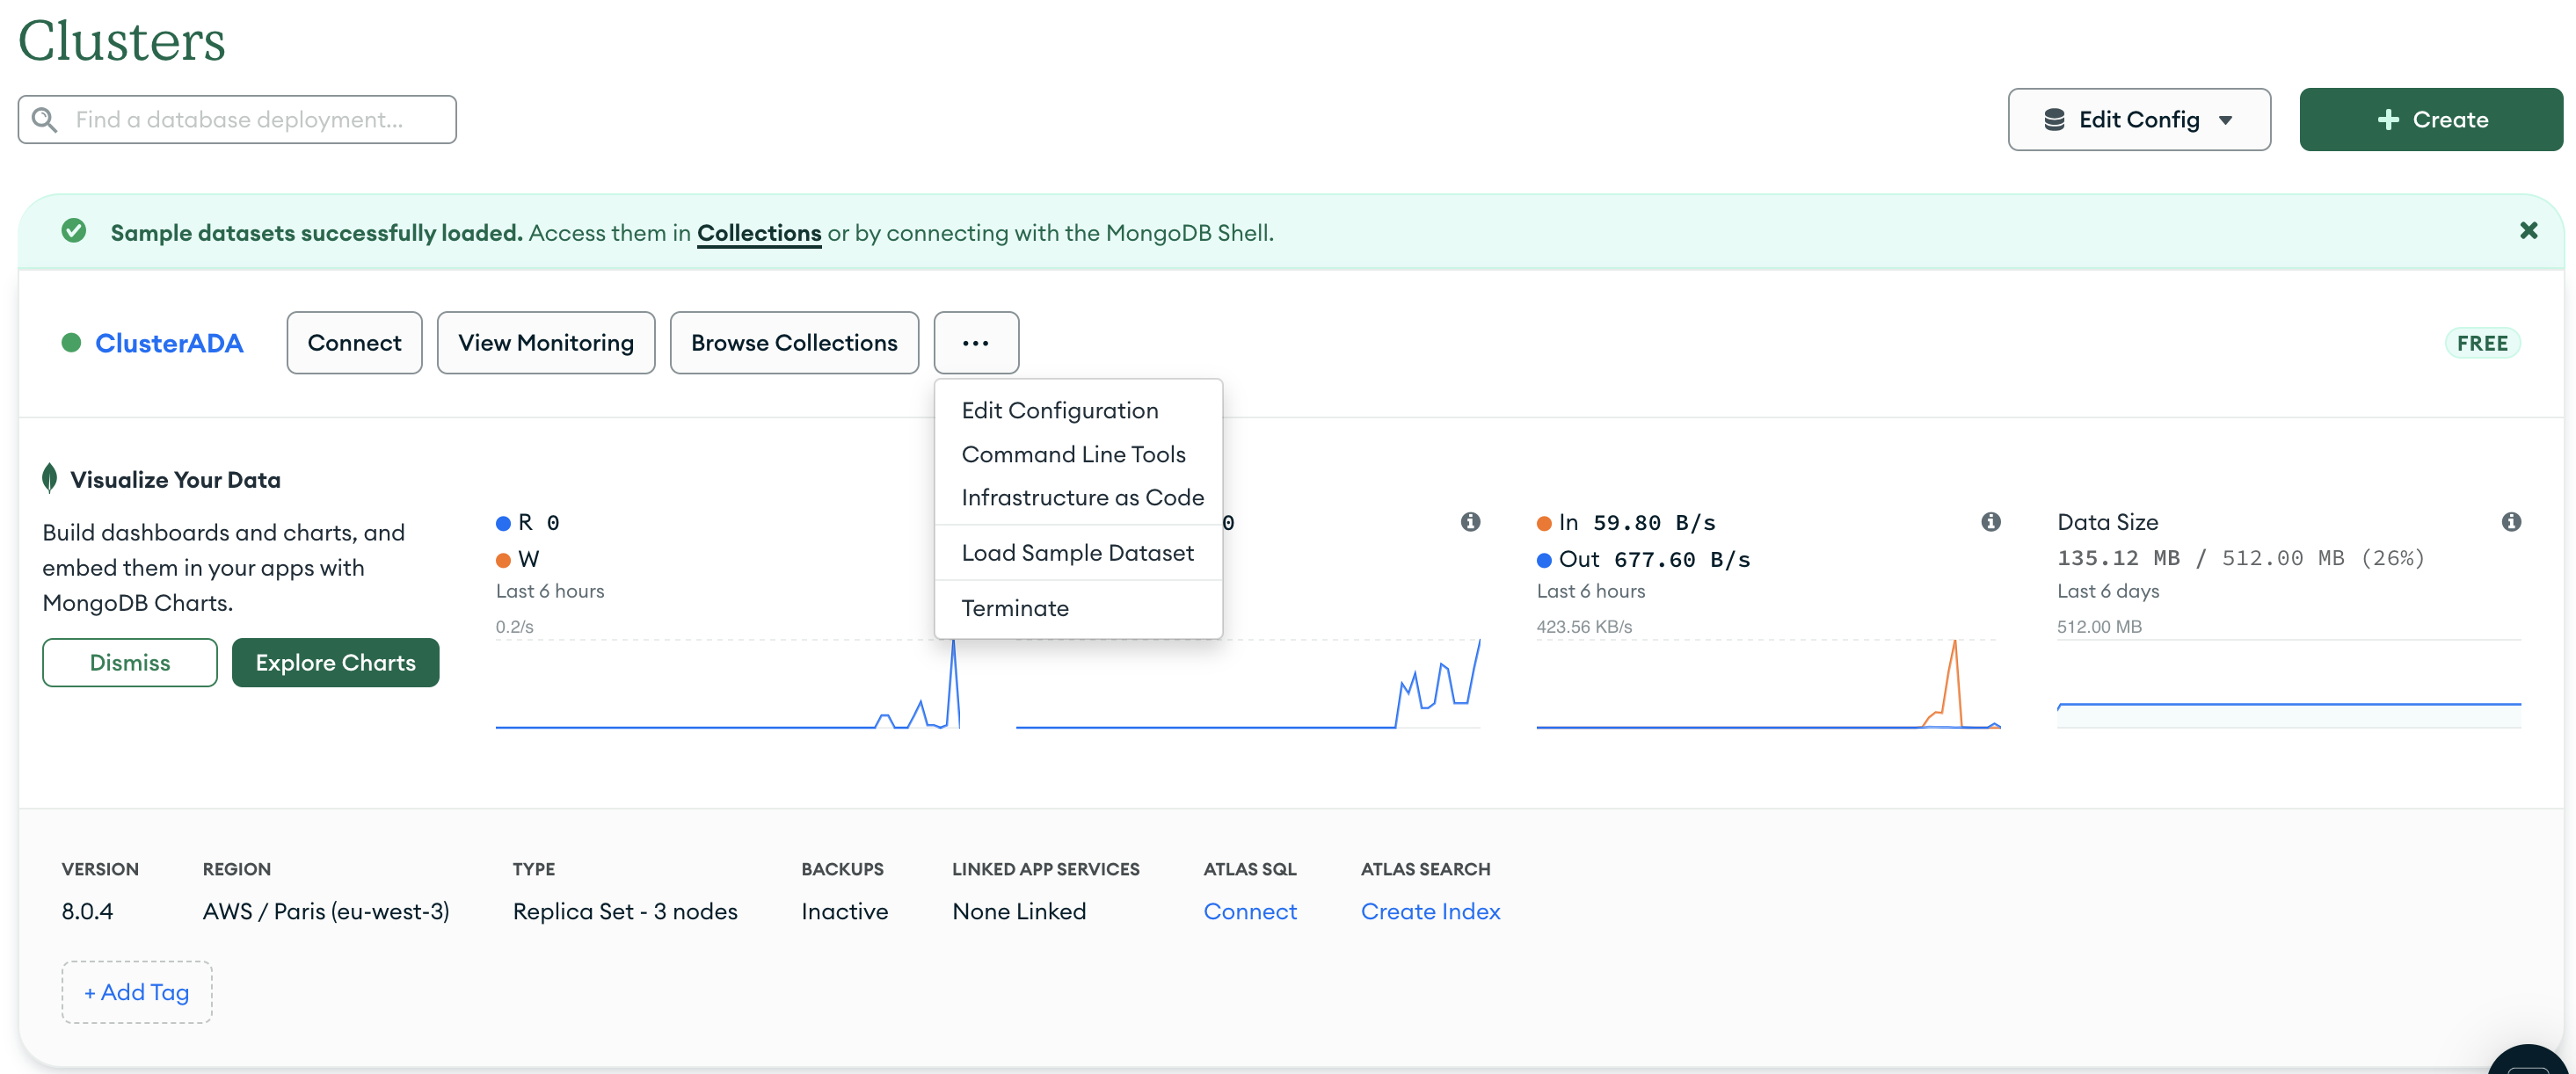 Clusters
Find a database deployment...
Edit Config
+ Create
Sample datasets successfully loaded. Access them in Collections or by connecting with the MongoDB Shell.
ClusterADA
Connect
View Monitoring
Browse Collections
...
FREE
Edit Configuration
Command Line Tools
Infrastructure as Code
Load Sample Dataset
Terminate
Visualize Your Data
Build dashboards and charts, and
embed them in your apps with
MongoDB Charts.
Dismiss
Explore Charts
R 0
W
Last 6 hours
0.2/s
0
In 59.80 B/s
Out 677.60 B/s
Last 6 hours
423.56 KB/s
Data Size
135.12 MB / 512.00 MB (26%)
Last 6 days
512.00 MB
VERSION
8.0.4
REGION
AWS / Paris (eu-west-3)
TYPE
Replica Set - 3 nodes
BACKUPS
Inactive
LINKED APP SERVICES
None Linked
ATLAS SQL
Connect
ATLAS SEARCH
Create Index
+ Add Tag